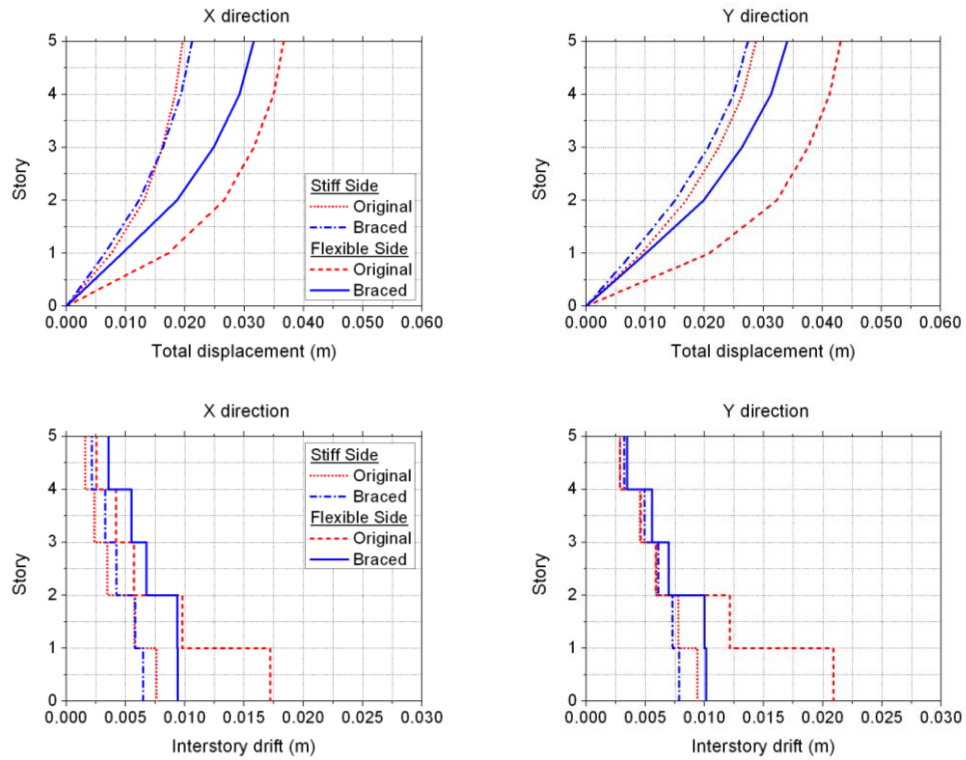 X direction
5
4
3
2
1
0
Story
Stiff Side
Original
Braced
Flexible Side
Original
Braced
0.000 0.010 0.020 0.030 0.040 0.050 0.060
Total displacement (m)
Y direction
5
4
3
2
1
0
Story
0.000 0.010 0.020 0.030 0.040 0.050 0.060
Total displacement (m)
X direction
5
4
3
2
1
0
Story
Stiff Side
Original
Braced
Flexible Side
Original
Braced
0.000 0.005 0.010 0.015 0.020 0.025 0.030
Interstory drift (m)
Y direction
5
4
3
2
1
0
Story
0.000 0.005 0.010 0.015 0.020 0.025 0.030
Interstory drift (m)